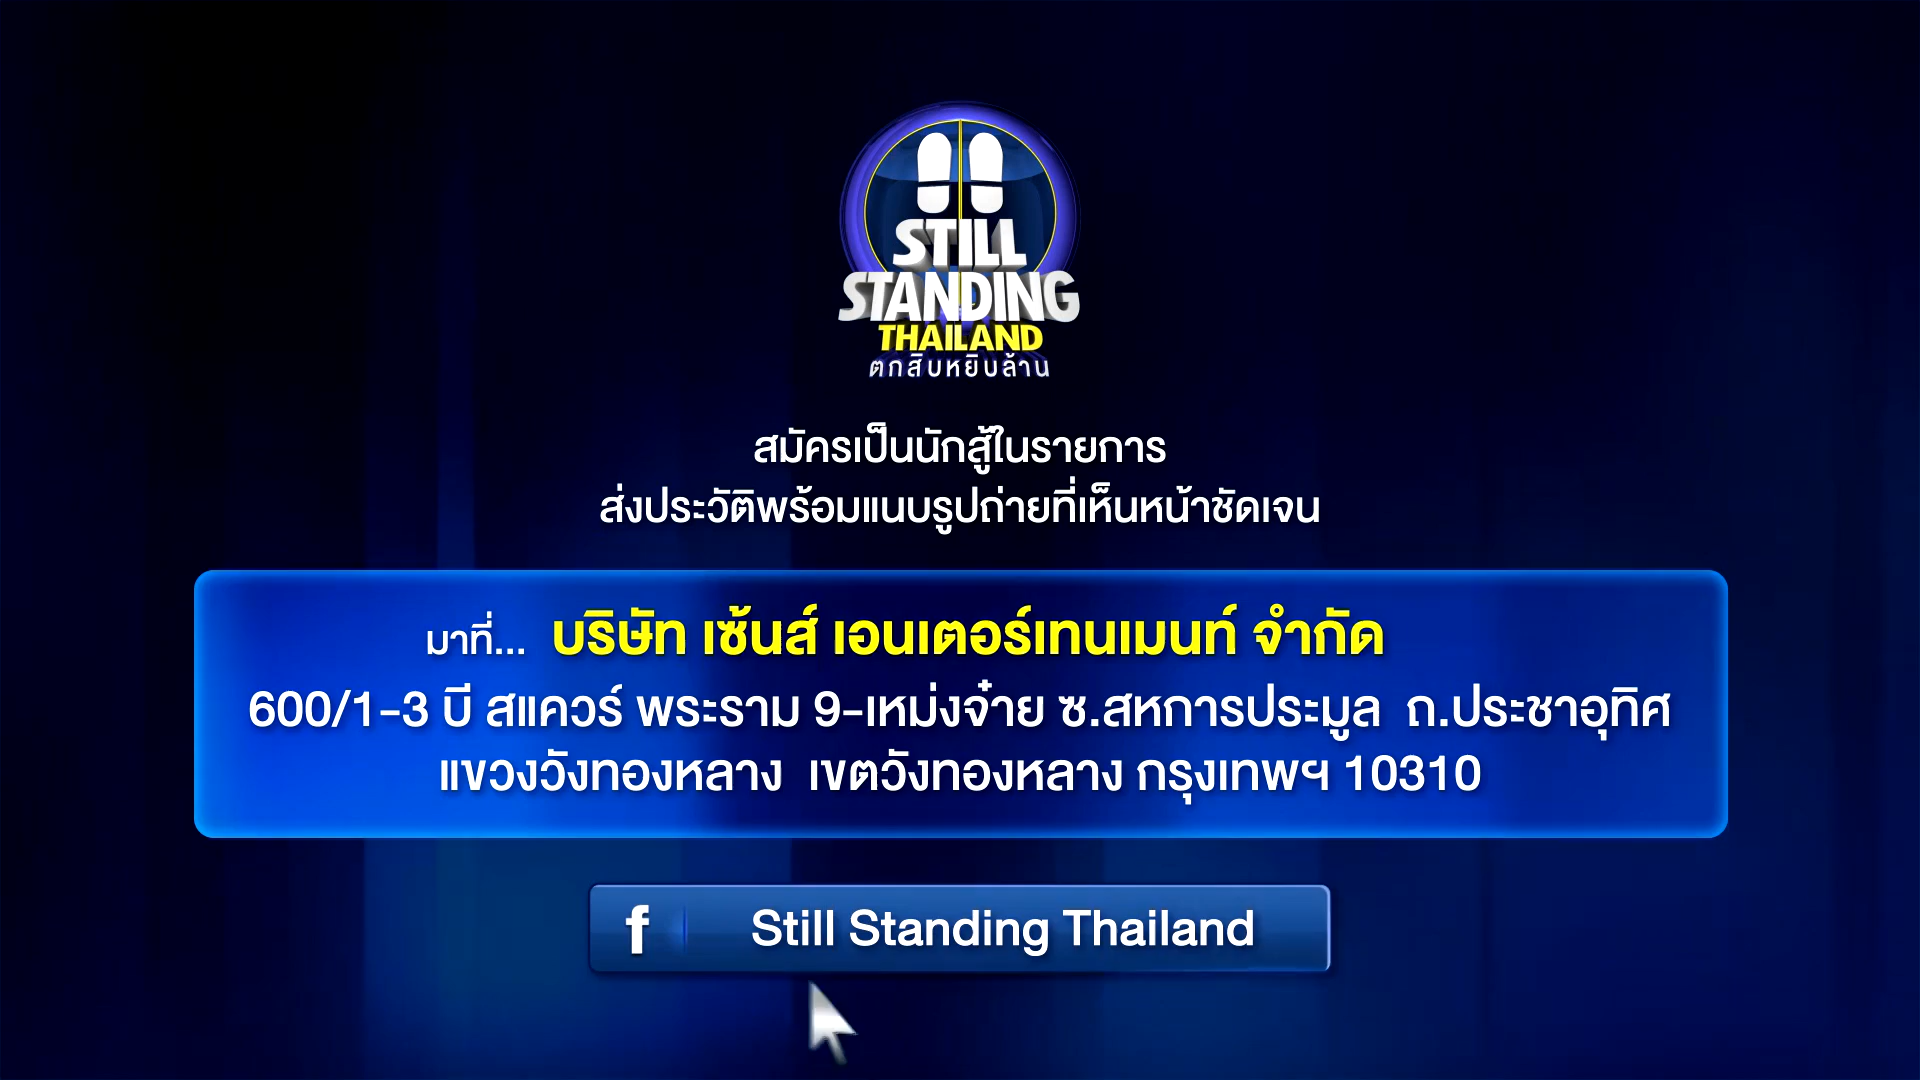 STILL
STANDING
THAILAND
ตกสิบหยิบล้าน
สมัครเป็นนักสู้ในรายการ
ส่งประวัติพร้อมแนบรูปถ่ายที่เห็นหน้าชัดเจน
มาที่... บริษัท เซ้นส์ เอนเตอร์เทนเมนท์ จำกัด
600/1-3 บี สแควร์ พระราม 9-เหม่งจ๋าย ซ.สหการประมูล ถ.ประชาอุทิศ
แขวงวังทองหลาง เขตวังทองหลาง กรุงเทพฯ 10310
f Still Standing Thailand